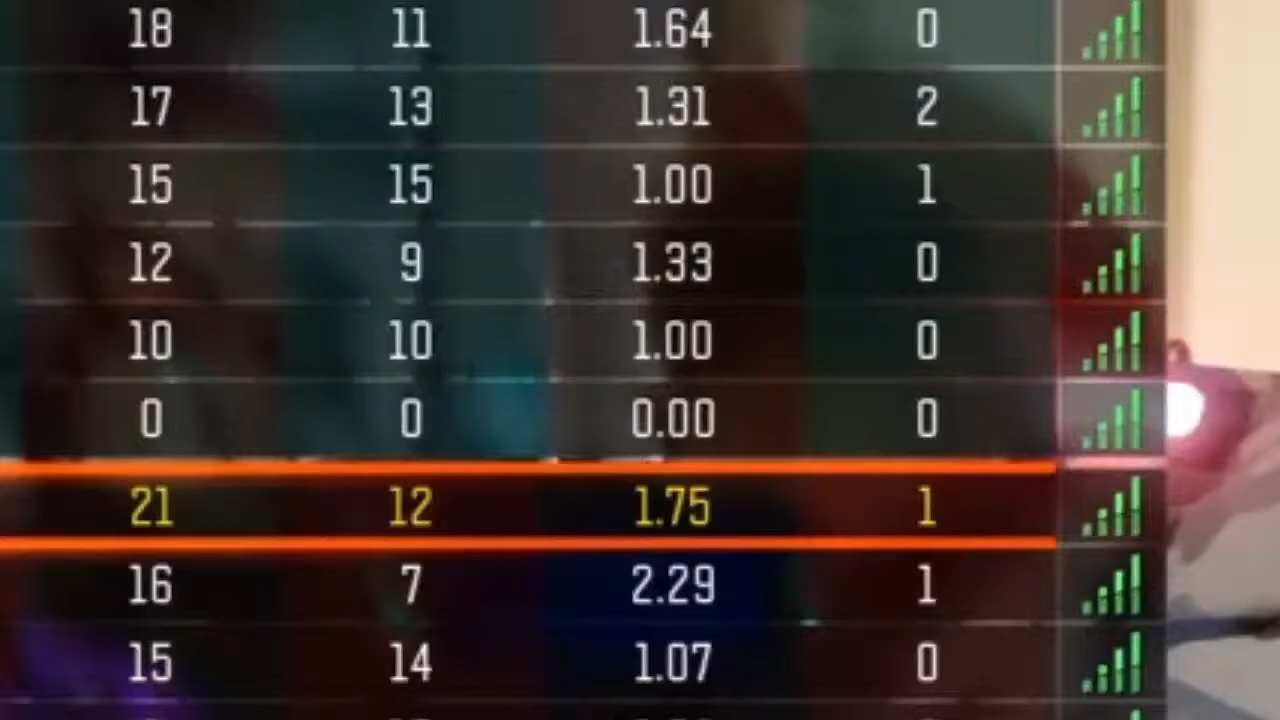 18 11 1.64 0
17 13 1.31 2
15 15 1.00 1
12 9 1.33 0
10 10 1.00 0
0 0 0.00 0
21 12 1.75 1
16 7 2.29 1
15 14 1.07 0